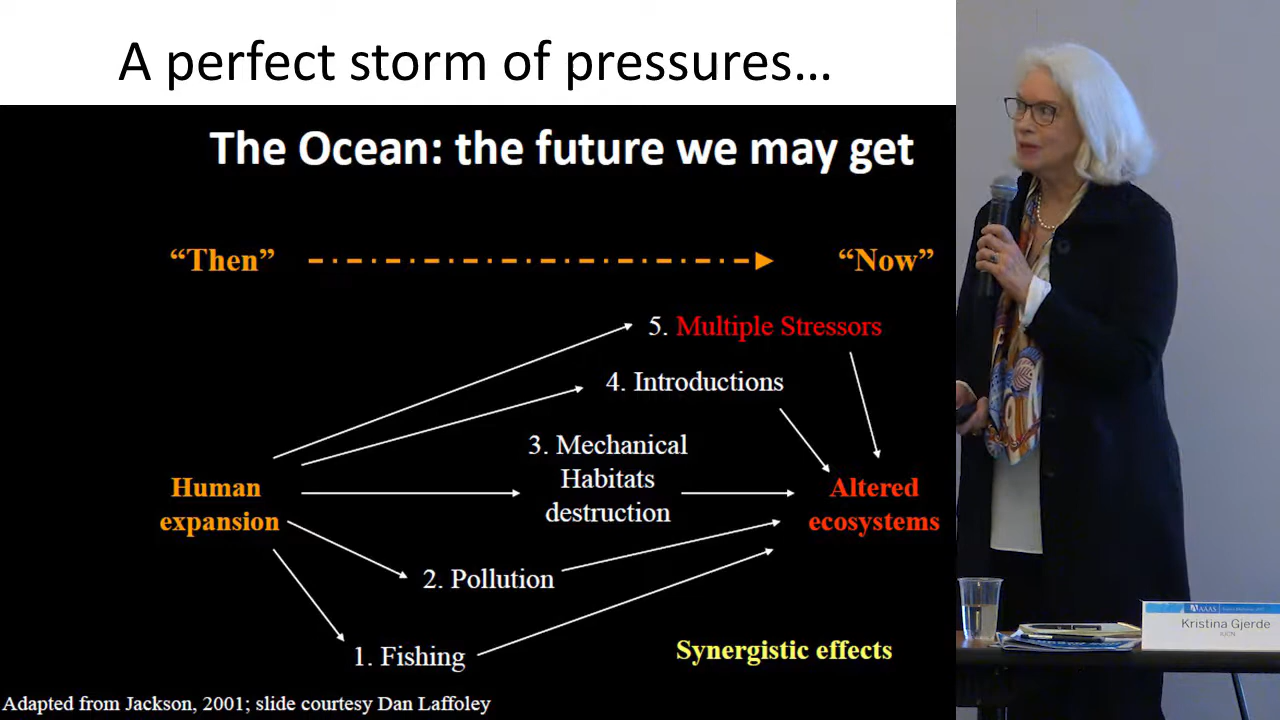 A perfect storm of pressures…
The Ocean: the future we may get
“Then”
“Now”
5. Multiple Stressors
4. Introductions
3. Mechanical
Habitats
destruction
Human
expansion
Altered
ecosystems
2. Pollution
1. Fishing
Synergistic effects
Adapted from Jackson, 2001; slide courtesy Dan Laffoley
AAAS
Kristina Gjerde
IUCN